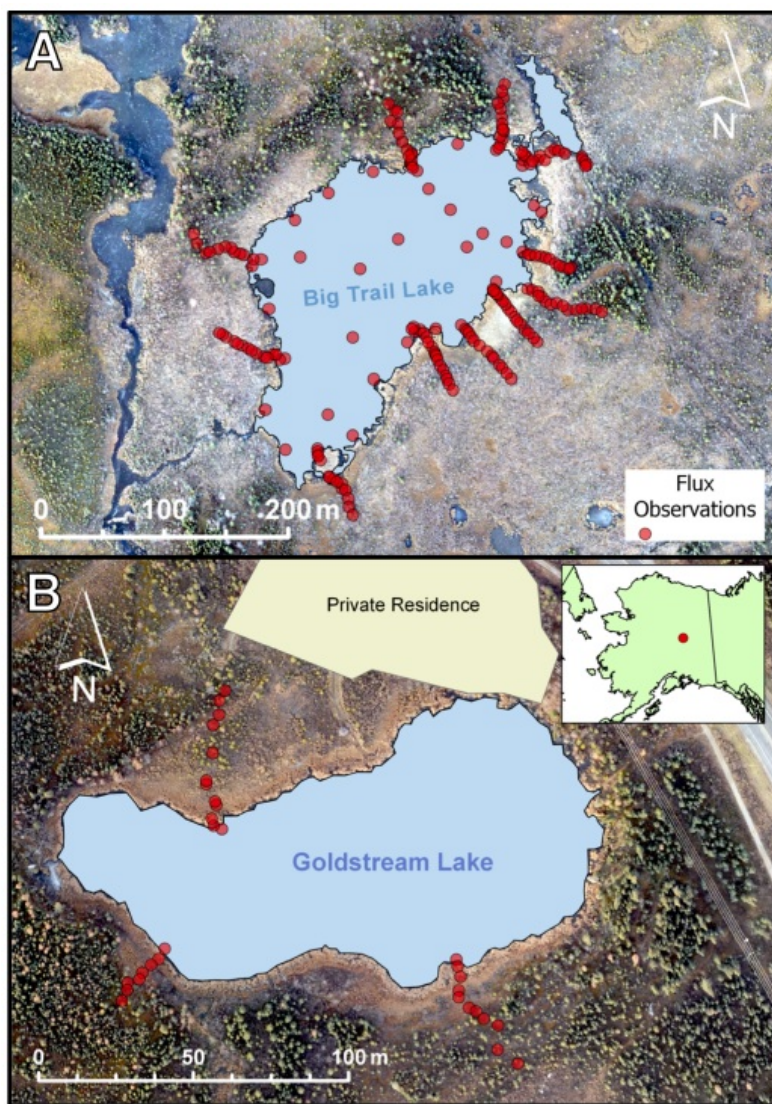 A
N
Big Trail Lake
Flux
Observations
0 100 200 m
B
Private Residence
N
Goldstream Lake
0 50 100 m